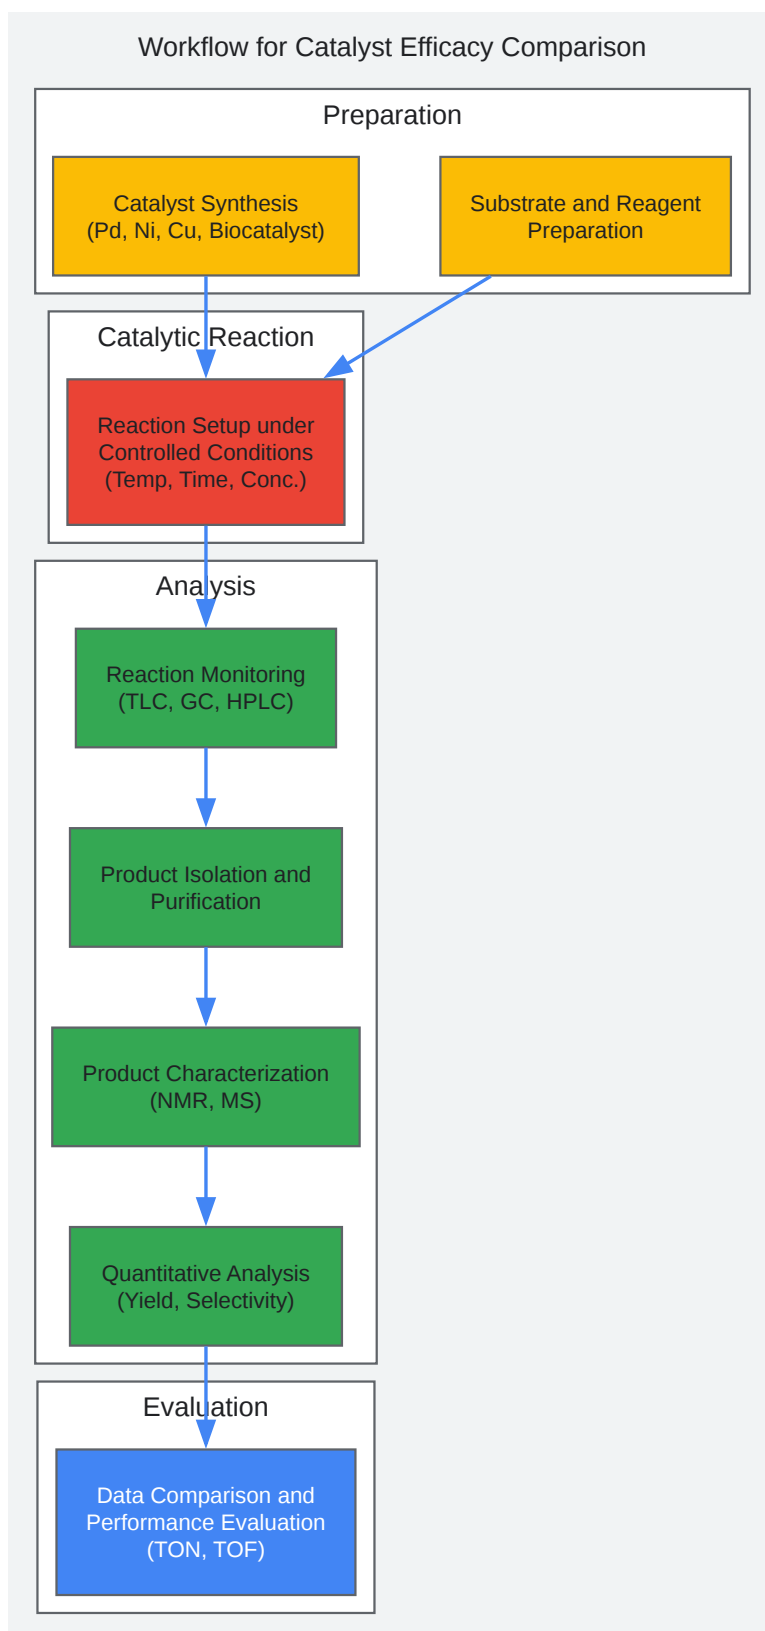 Workflow for Catalyst Efficacy Comparison
Preparation
Catalyst Synthesis
(Pd, Ni, Cu, Biocatalyst)
Substrate and Reagent
Preparation
Catalytic Reaction
Reaction Setup under
Controlled Conditions
(Temp, Time, Conc.)
Analysis
Reaction Monitoring
(TLC, GC, HPLC)
Product Isolation and
Purification
Product Characterization
(NMR, MS)
Quantitative Analysis
(Yield, Selectivity)
Evaluation
Data Comparison and
Performance Evaluation
(TON, TOF)